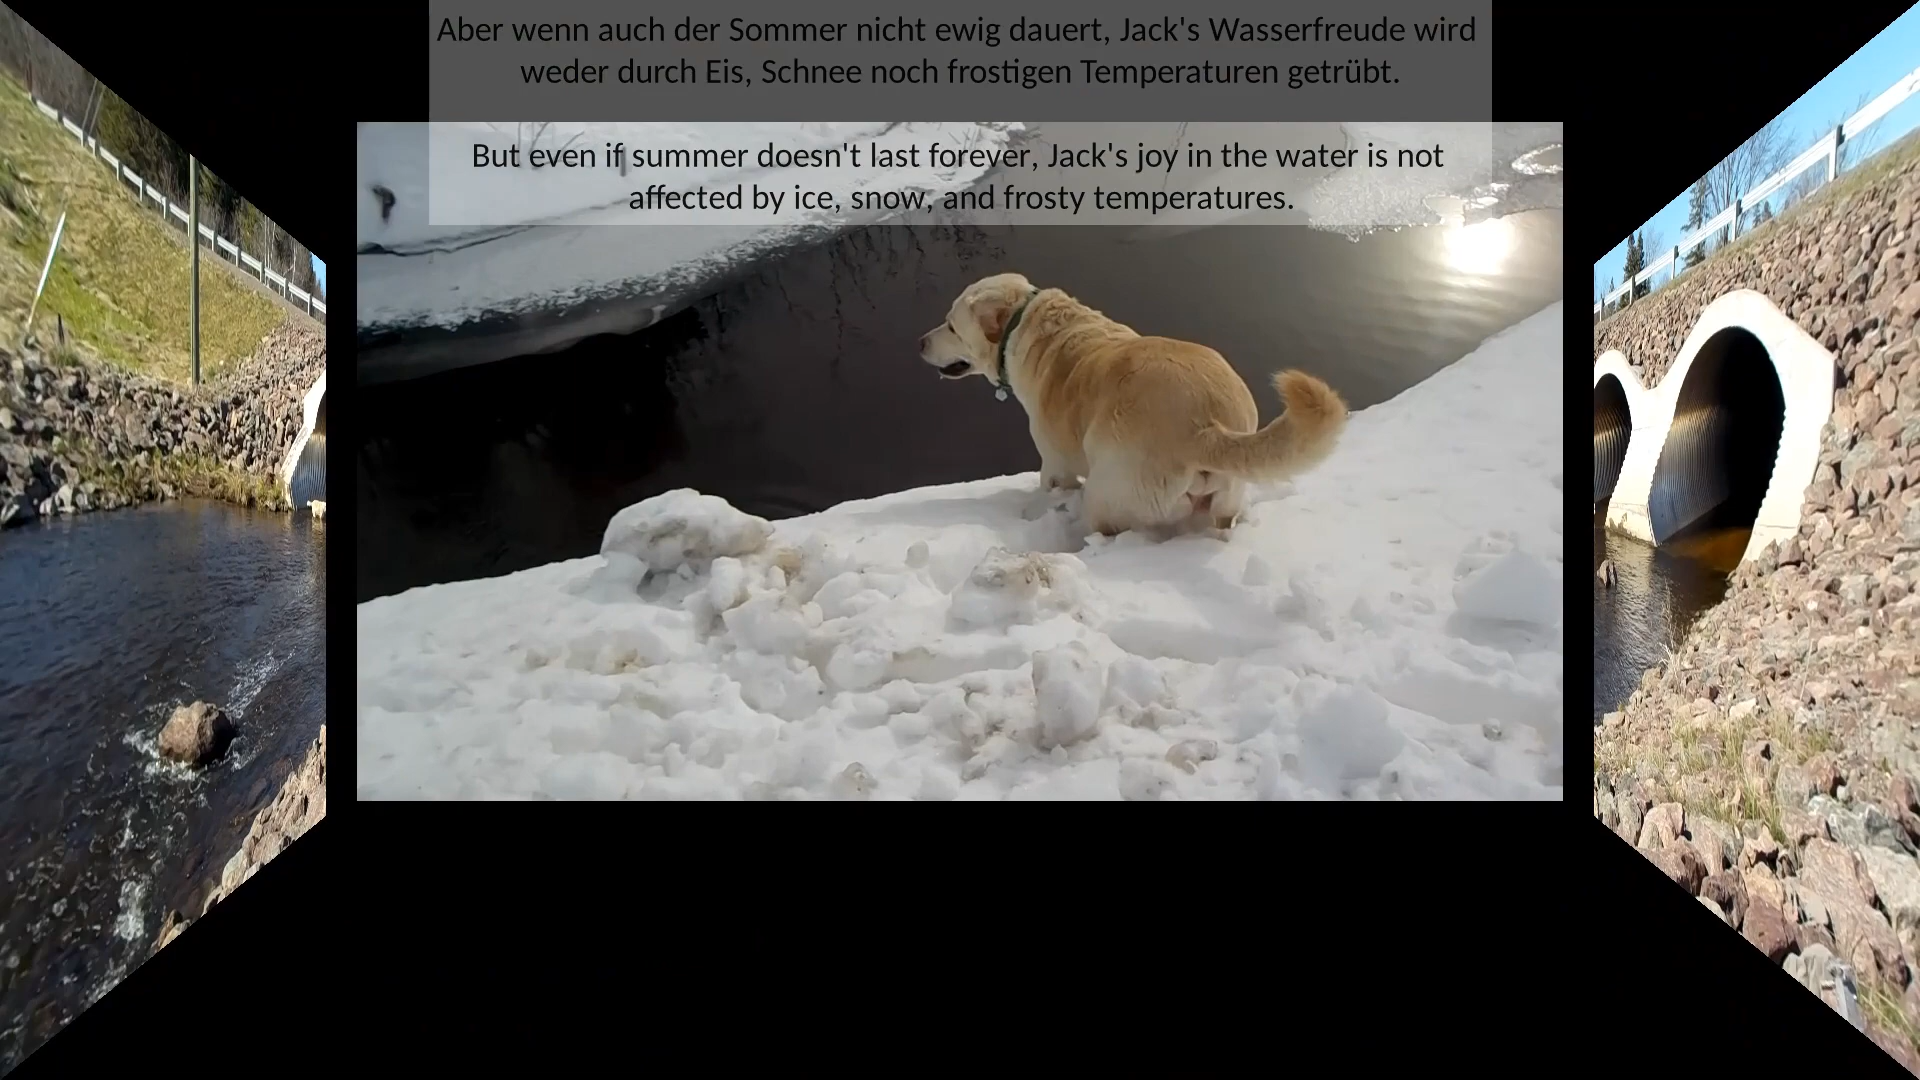 Aber wenn auch der Sommer nicht ewig dauert, Jack's Wasserfreude wird
weder durch Eis, Schnee noch frostigen Temperaturen getrübt.
But even if summer doesn't last forever, Jack's joy in the water is not
affected by ice, snow, and frosty temperatures.